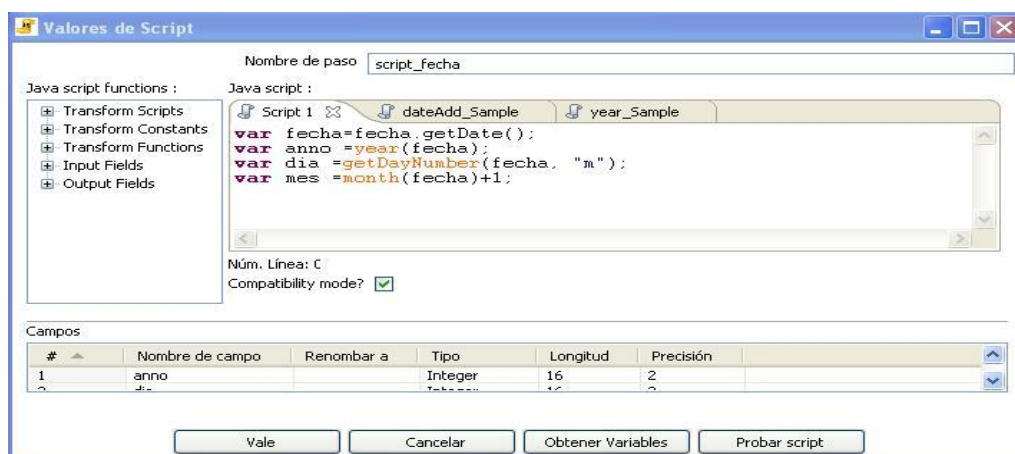 Valores de Script
Nombre de paso script_fecha
Java script functions :
Transform Scripts
Transform Constants
Transform Functions
Input Fields
Output Fields
Java script :
Script 1 dateAdd_Sample year_Sample
var fecha=fecha.getDate();
var anno =year(fecha);
var dia =getDayNumber(fecha, "m");
var mes =month(fecha)+1;
Núm. Línea:
Compatibility mode?
Campos
# Nombre de campo Renombar a Tipo Longitud Precisión
1 anno Integer 16 2
Vale Cancelar Obtener Variables Probar script